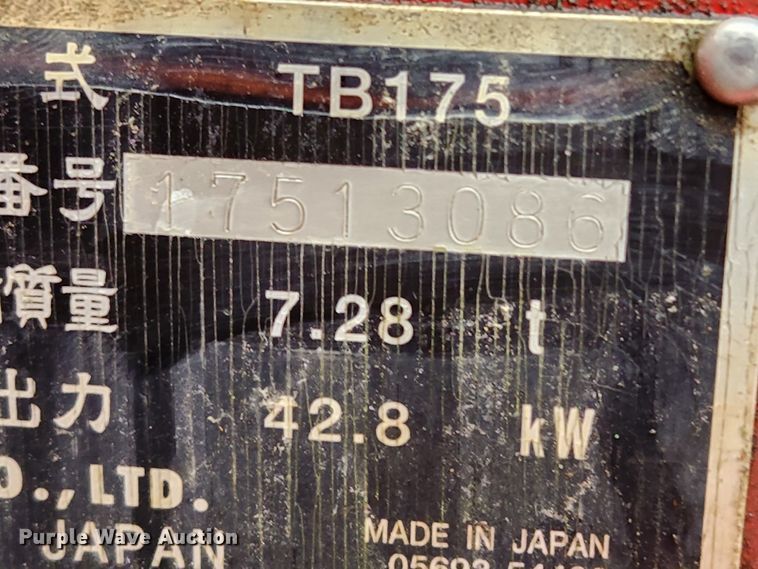 式 TB175
番号 17513086
質量 7.28 t
出力 42.8 kW
O., LTD.
JAPAN MADE IN JAPAN
Purple Wave Auction